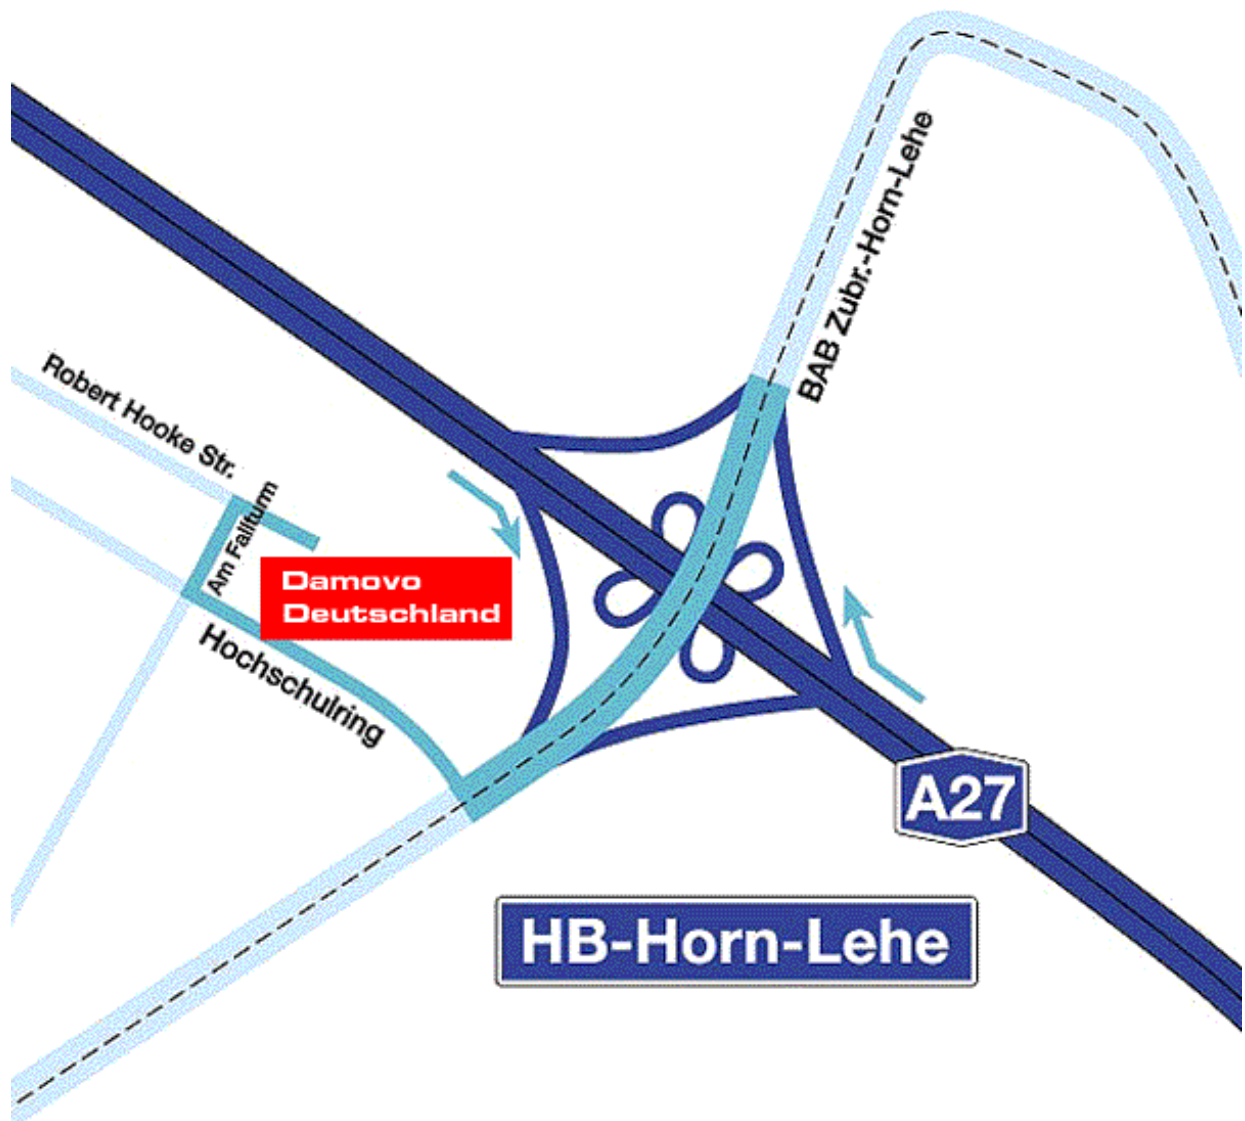 BAB Zubr.-Horn-Lehe
Robert Hooke Str.
Am Fallturm
Damovo
Deutschland
Hochschulring
A27
HB-Horn-Lehe